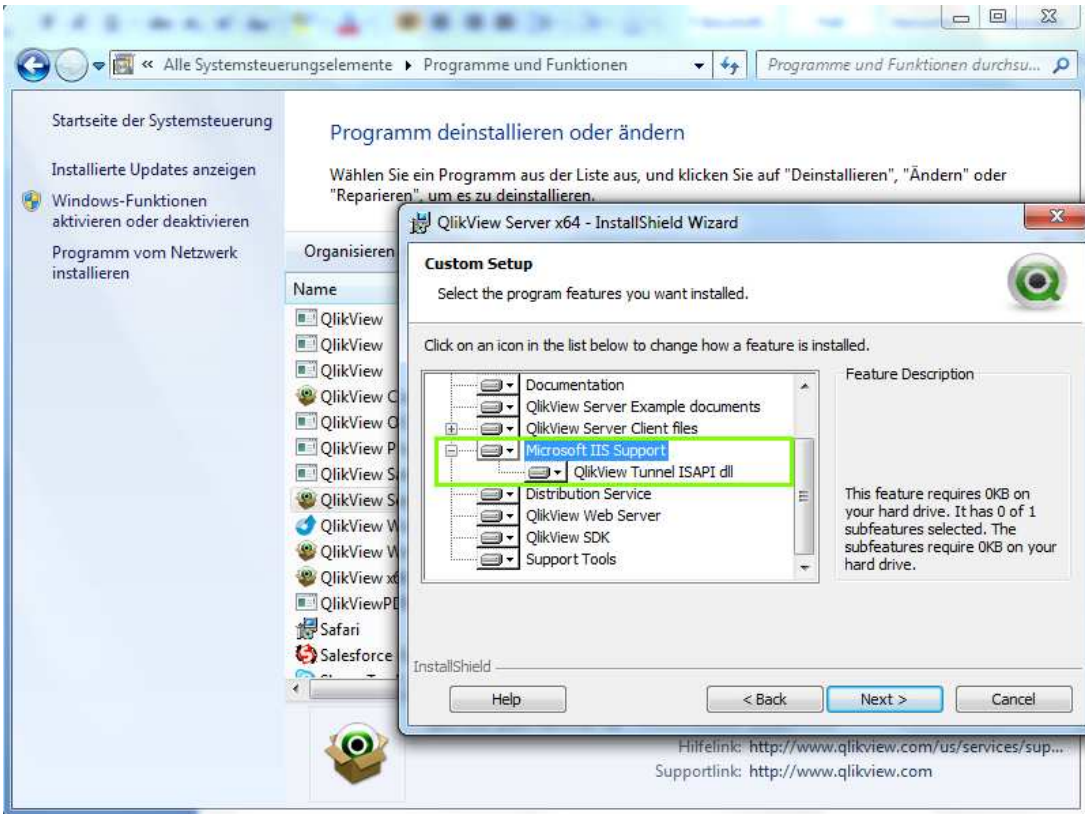 « Alle Systemsteuerungselemente ▸ Programme und Funktionen
Programme und Funktionen durchsu...
Startseite der Systemsteuerung
Installierte Updates anzeigen
Windows-Funktionen
aktivieren oder deaktivieren
Programm vom Netzwerk
installieren
Programm deinstallieren oder ändern
Wählen Sie ein Programm aus der Liste aus, und klicken Sie auf "Deinstallieren", "Ändern" oder
"Reparieren", um es zu deinstallieren.
Organisieren
Name
QlikView
QlikView
QlikView
QlikView
QlikView
QlikView
QlikView
QlikView
QlikView
QlikView
QlikView
QlikViewPD
Safari
Salesforce
QlikView Server x64 - InstallShield Wizard
Custom Setup
Select the program features you want installed.
Click on an icon in the list below to change how a feature is installed.
Documentation
QlikView Server Example documents
QlikView Server Client files
Microsoft IIS Support
QlikView Tunnel ISAPI dll
Distribution Service
QlikView Web Server
QlikView SDK
Support Tools
Feature Description
This feature requires 0KB on
your hard drive. It has 0 of 1
subfeatures selected. The
subfeatures require 0KB on your
hard drive.
InstallShield
Help
< Back
Next >
Cancel
Hilfelink: http://www.qlikview.com/us/services/sup...
Supportlink: http://www.qlikview.com